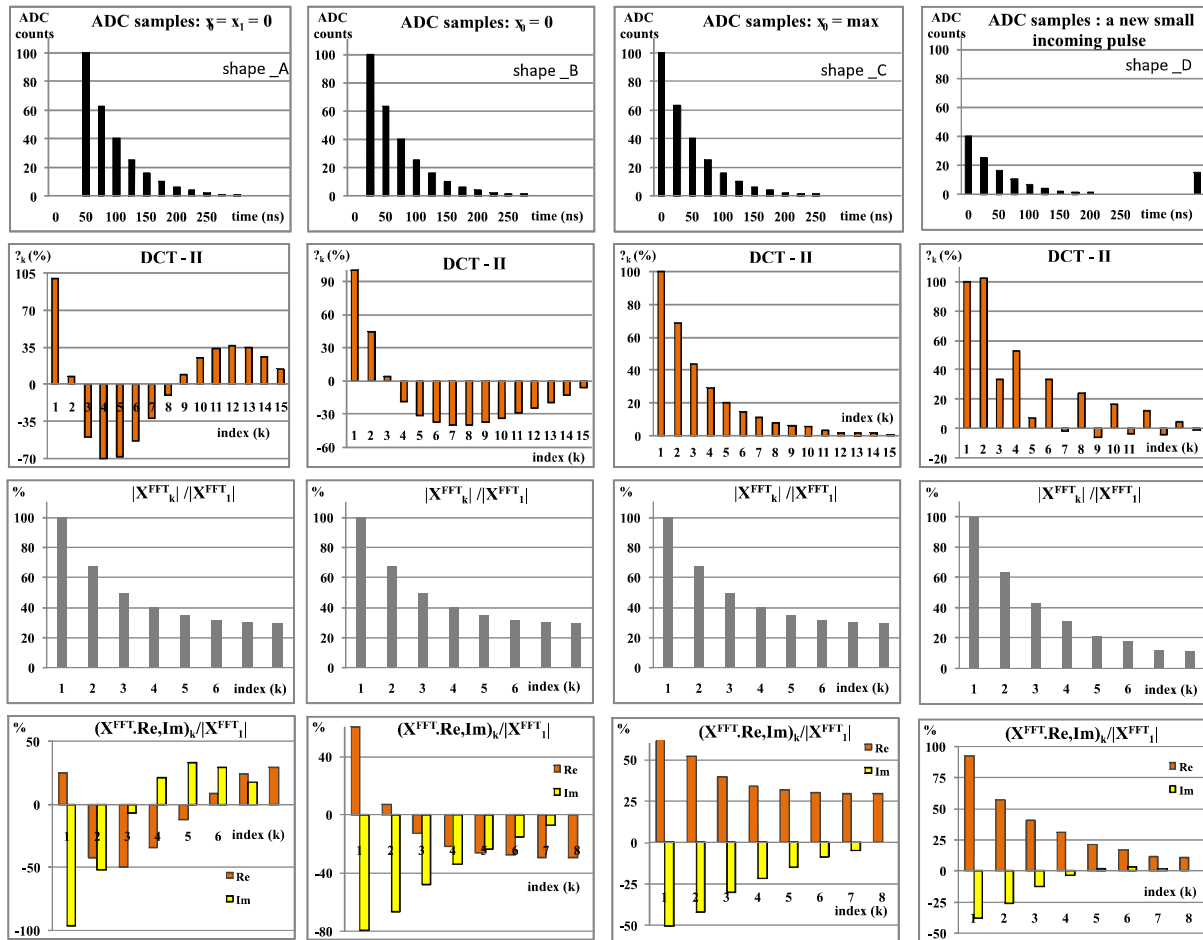 ADC counts
ADC samples: x0 = x1 = 0
shape _A
100
80
60
40
20
0
0 50 100 150 200 250 time (ns)
ADC counts
ADC samples: x0 = 0
shape _B
100
80
60
40
20
0
0 50 100 150 200 250 time (ns)
ADC counts
ADC samples: x0 = max
shape _C
100
80
60
40
20
0
0 50 100 150 200 250 time (ns)
ADC counts
ADC samples : a new small
incoming pulse
shape _D
100
80
60
40
20
0
0 50 100 150 200 250 time (ns)
?k (%)
DCT - II
105
70
35
0
-35
-70
1 2 3 4 5 6 7 8 9 10 11 12 13 14 15
index (k)
?k (%)
DCT - II
90
60
30
0
-30
-60
1 2 3 4 5 6 7 8 9 10 11 12 13 14 15
index (k)
?k (%)
DCT - II
100
80
60
40
20
0
index (k)
1 2 3 4 5 6 7 8 9 10 11 12 13 14 15
?k (%)
DCT - II
100
80
60
40
20
0
-20
1 2 3 4 5 6 7 8 9 10 11 index (k)
%
|XFFTk| /|XFFT1|
100
80
60
40
20
0
1 2 3 4 5 6 index (k)
%
|XFFTk| /|XFFT1|
100
80
60
40
20
0
1 2 3 4 5 6 index (k)
%
|XFFTk| /|XFFT1|
100
80
60
40
20
0
1 2 3 4 5 6 index (k)
%
|XFFTk| /|XFFT1|
100
80
60
40
20
0
1 2 3 4 5 6 index (k)
%
(XFFT.Re,Im)k/|XFFT1|
50
0
-50
-100
1 2 3 4 5 6 index (k)
Re
Im
%
(XFFT.Re,Im)k/|XFFT1|
40
0
-40
-80
Re
Im
1 2 3 4 5 6 7 8
index (k)
%
(XFFT.Re,Im)k/|XFFT1|
50
25
0
-25
-50
Re
Im
1 2 3 4 5 6 7 8
index (k)
%
(XFFT.Re,Im)k/|XFFT1|
100
75
50
25
0
-25
-50
Re
Im
1 2 3 4 5 6 7 8
index (k)